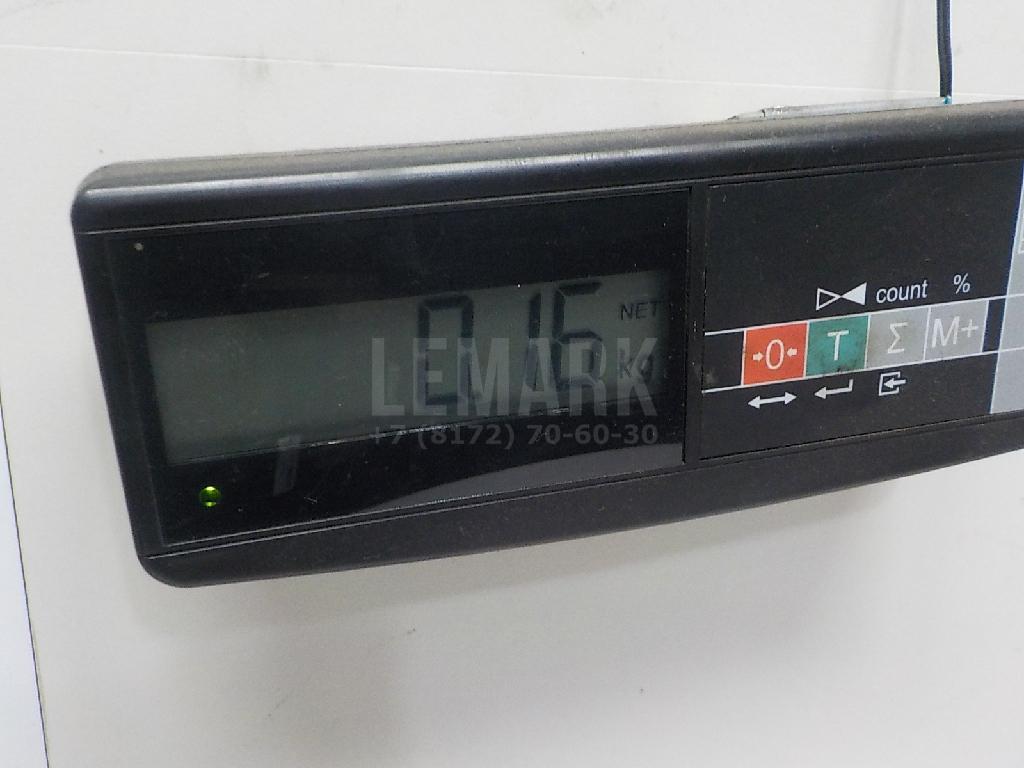 0.16
NET
kg
count %
→0← T Σ M+
LEMARK
+7 (8172) 70-60-30